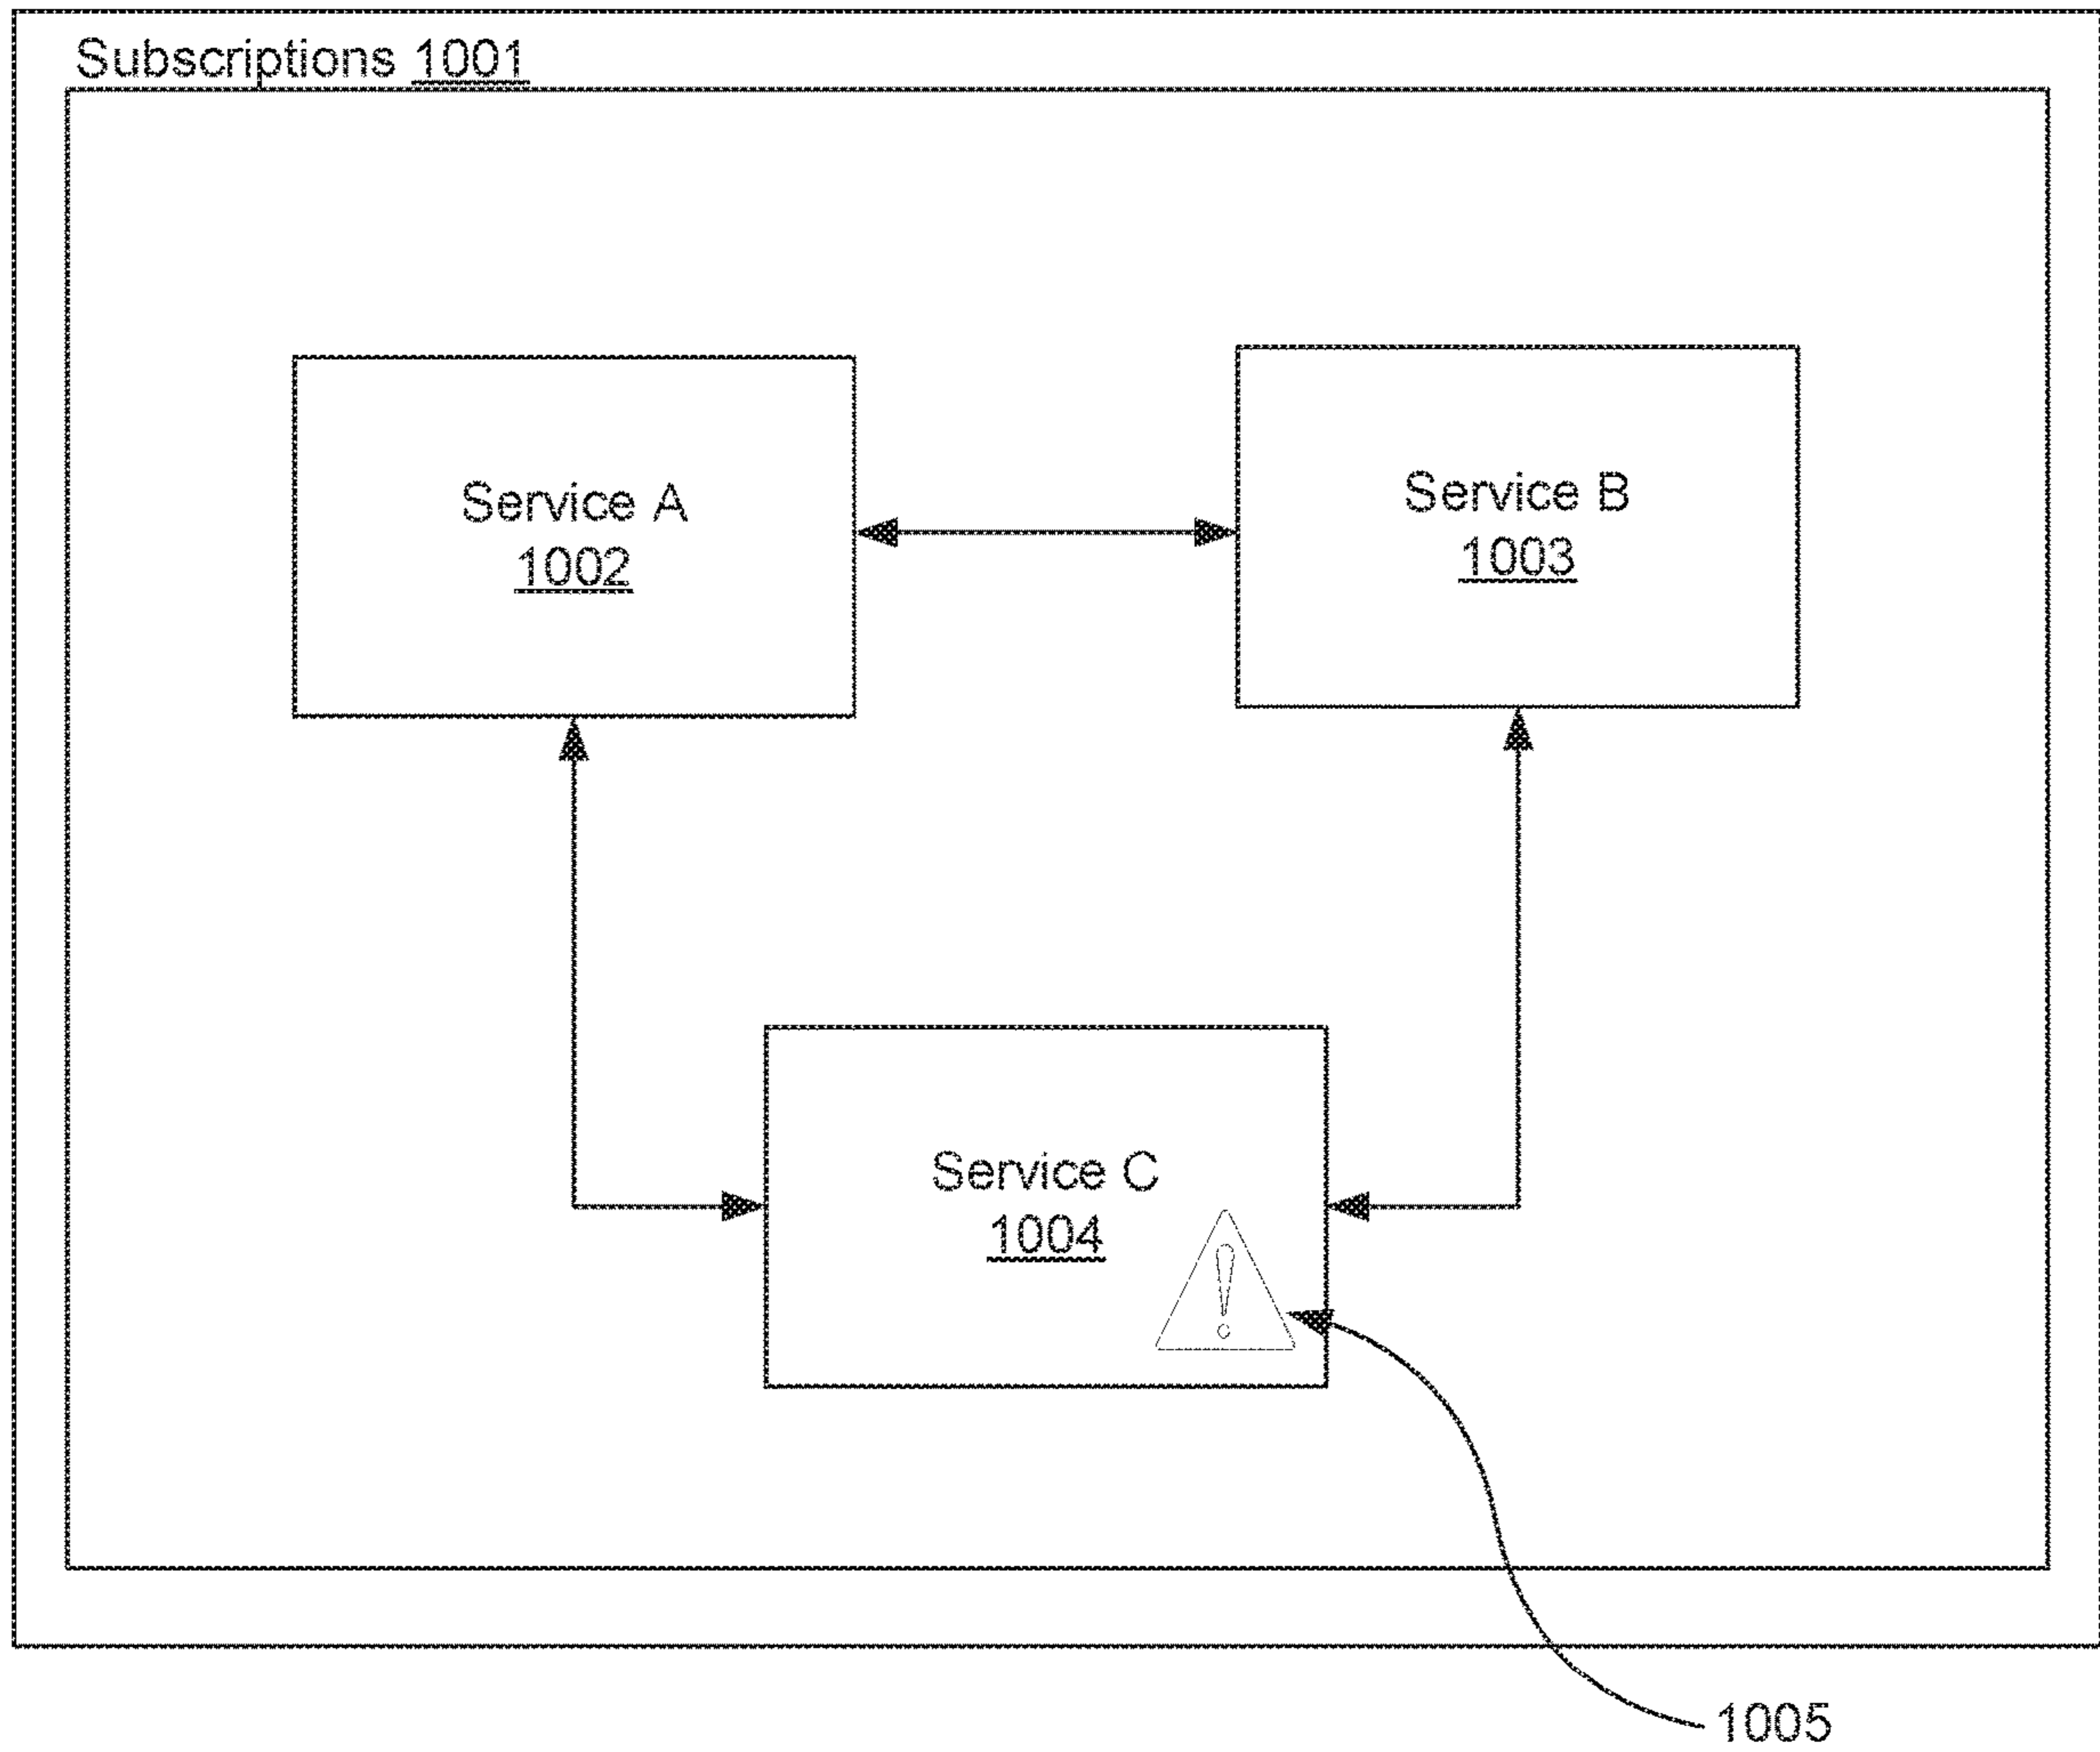 Subscriptions 1001
Service A
1002
Service B
1003
Service C
1004
!
1005